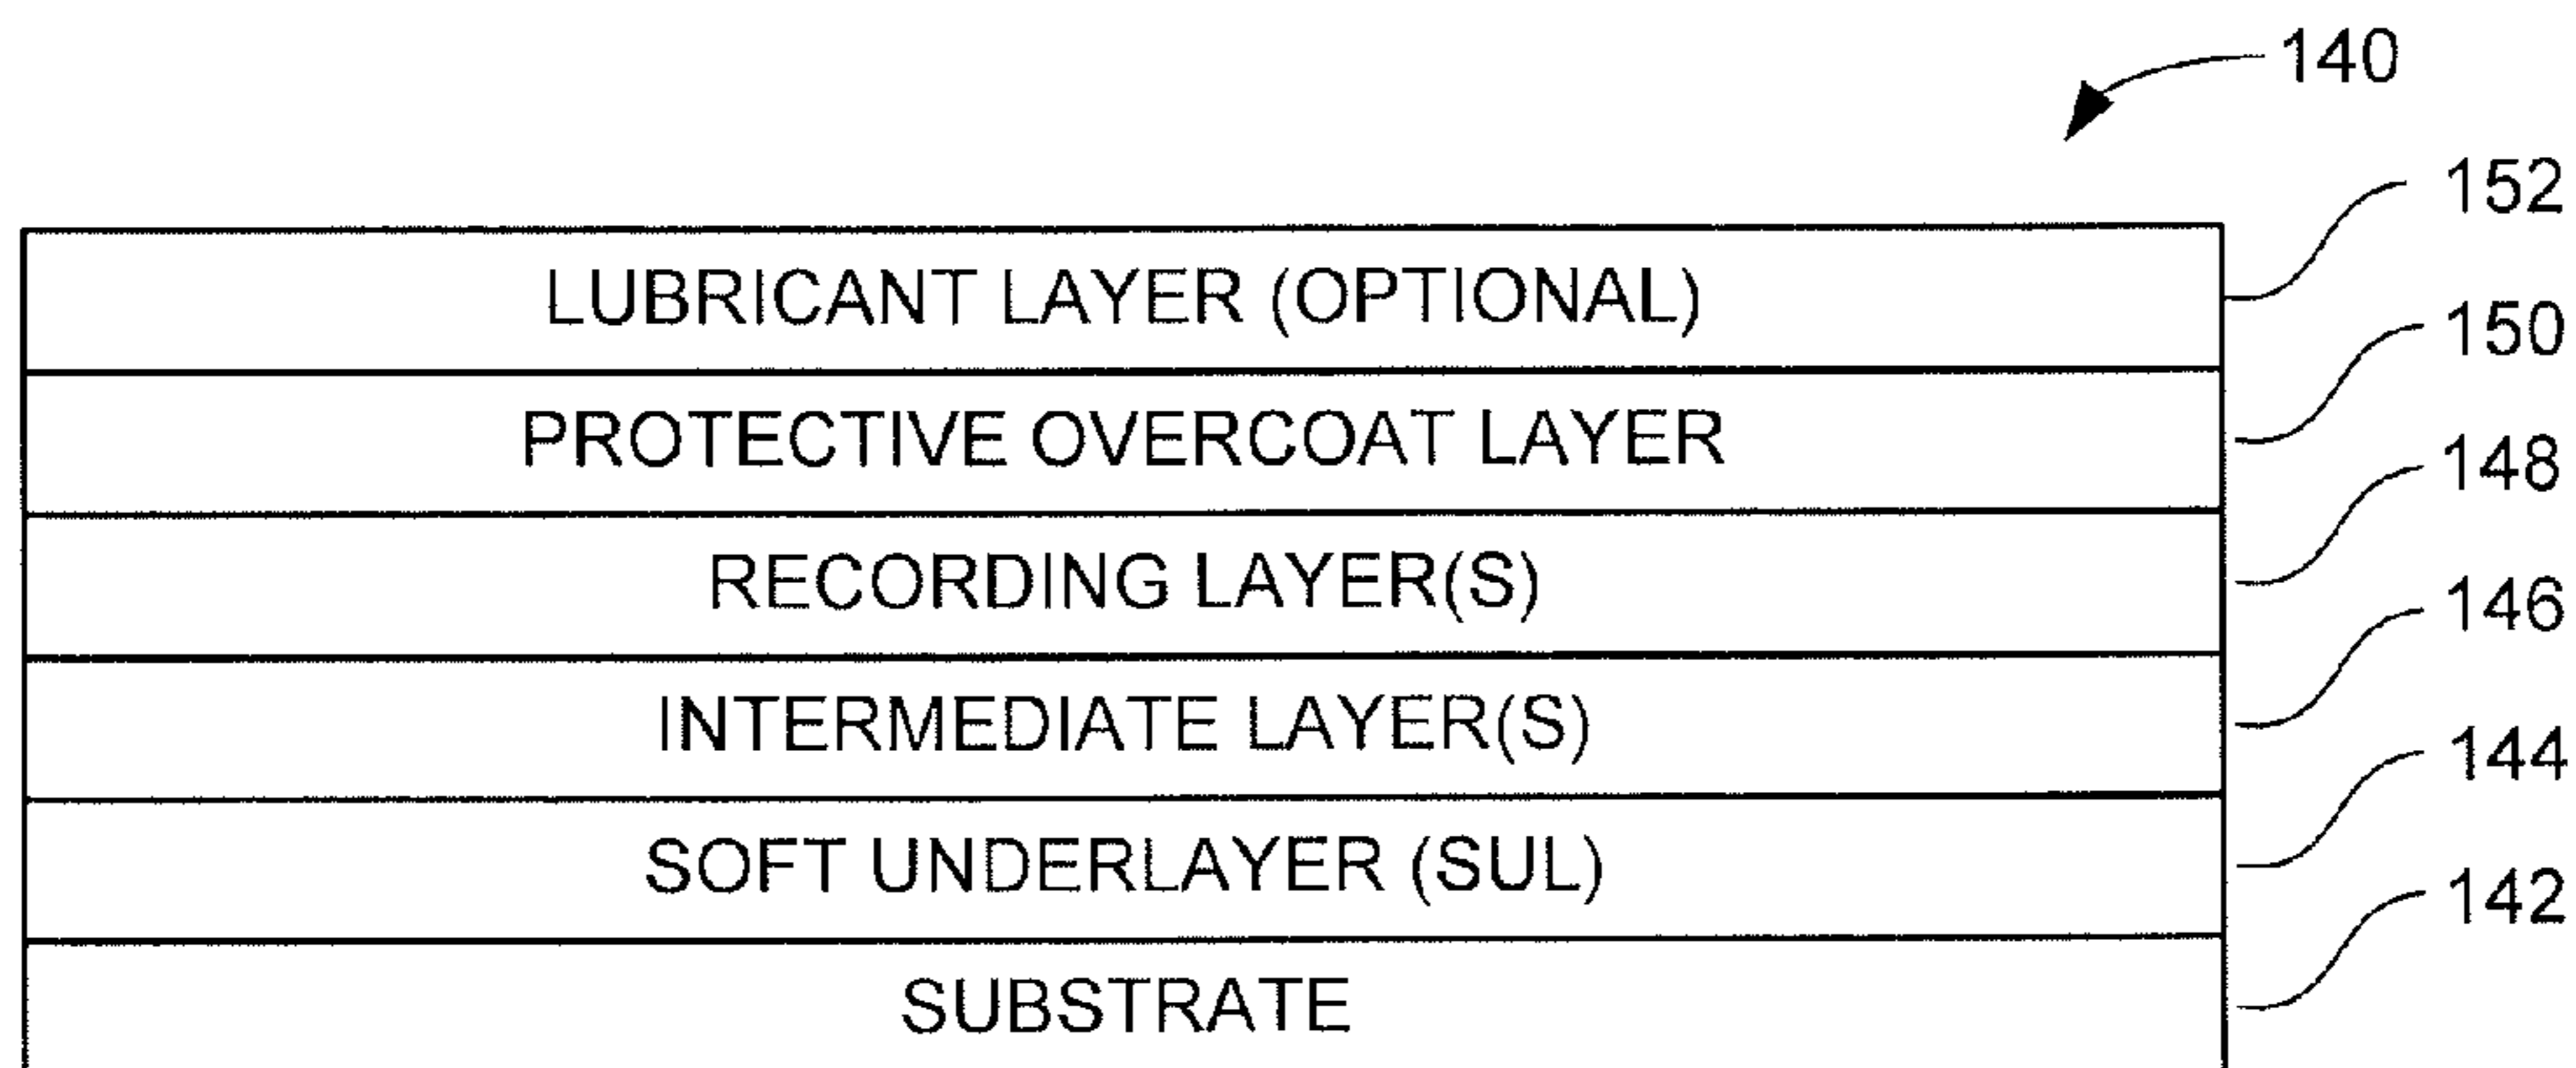 140
152
LUBRICANT LAYER (OPTIONAL)
150
PROTECTIVE OVERCOAT LAYER
148
RECORDING LAYER(S)
146
INTERMEDIATE LAYER(S)
144
SOFT UNDERLAYER (SUL)
142
SUBSTRATE